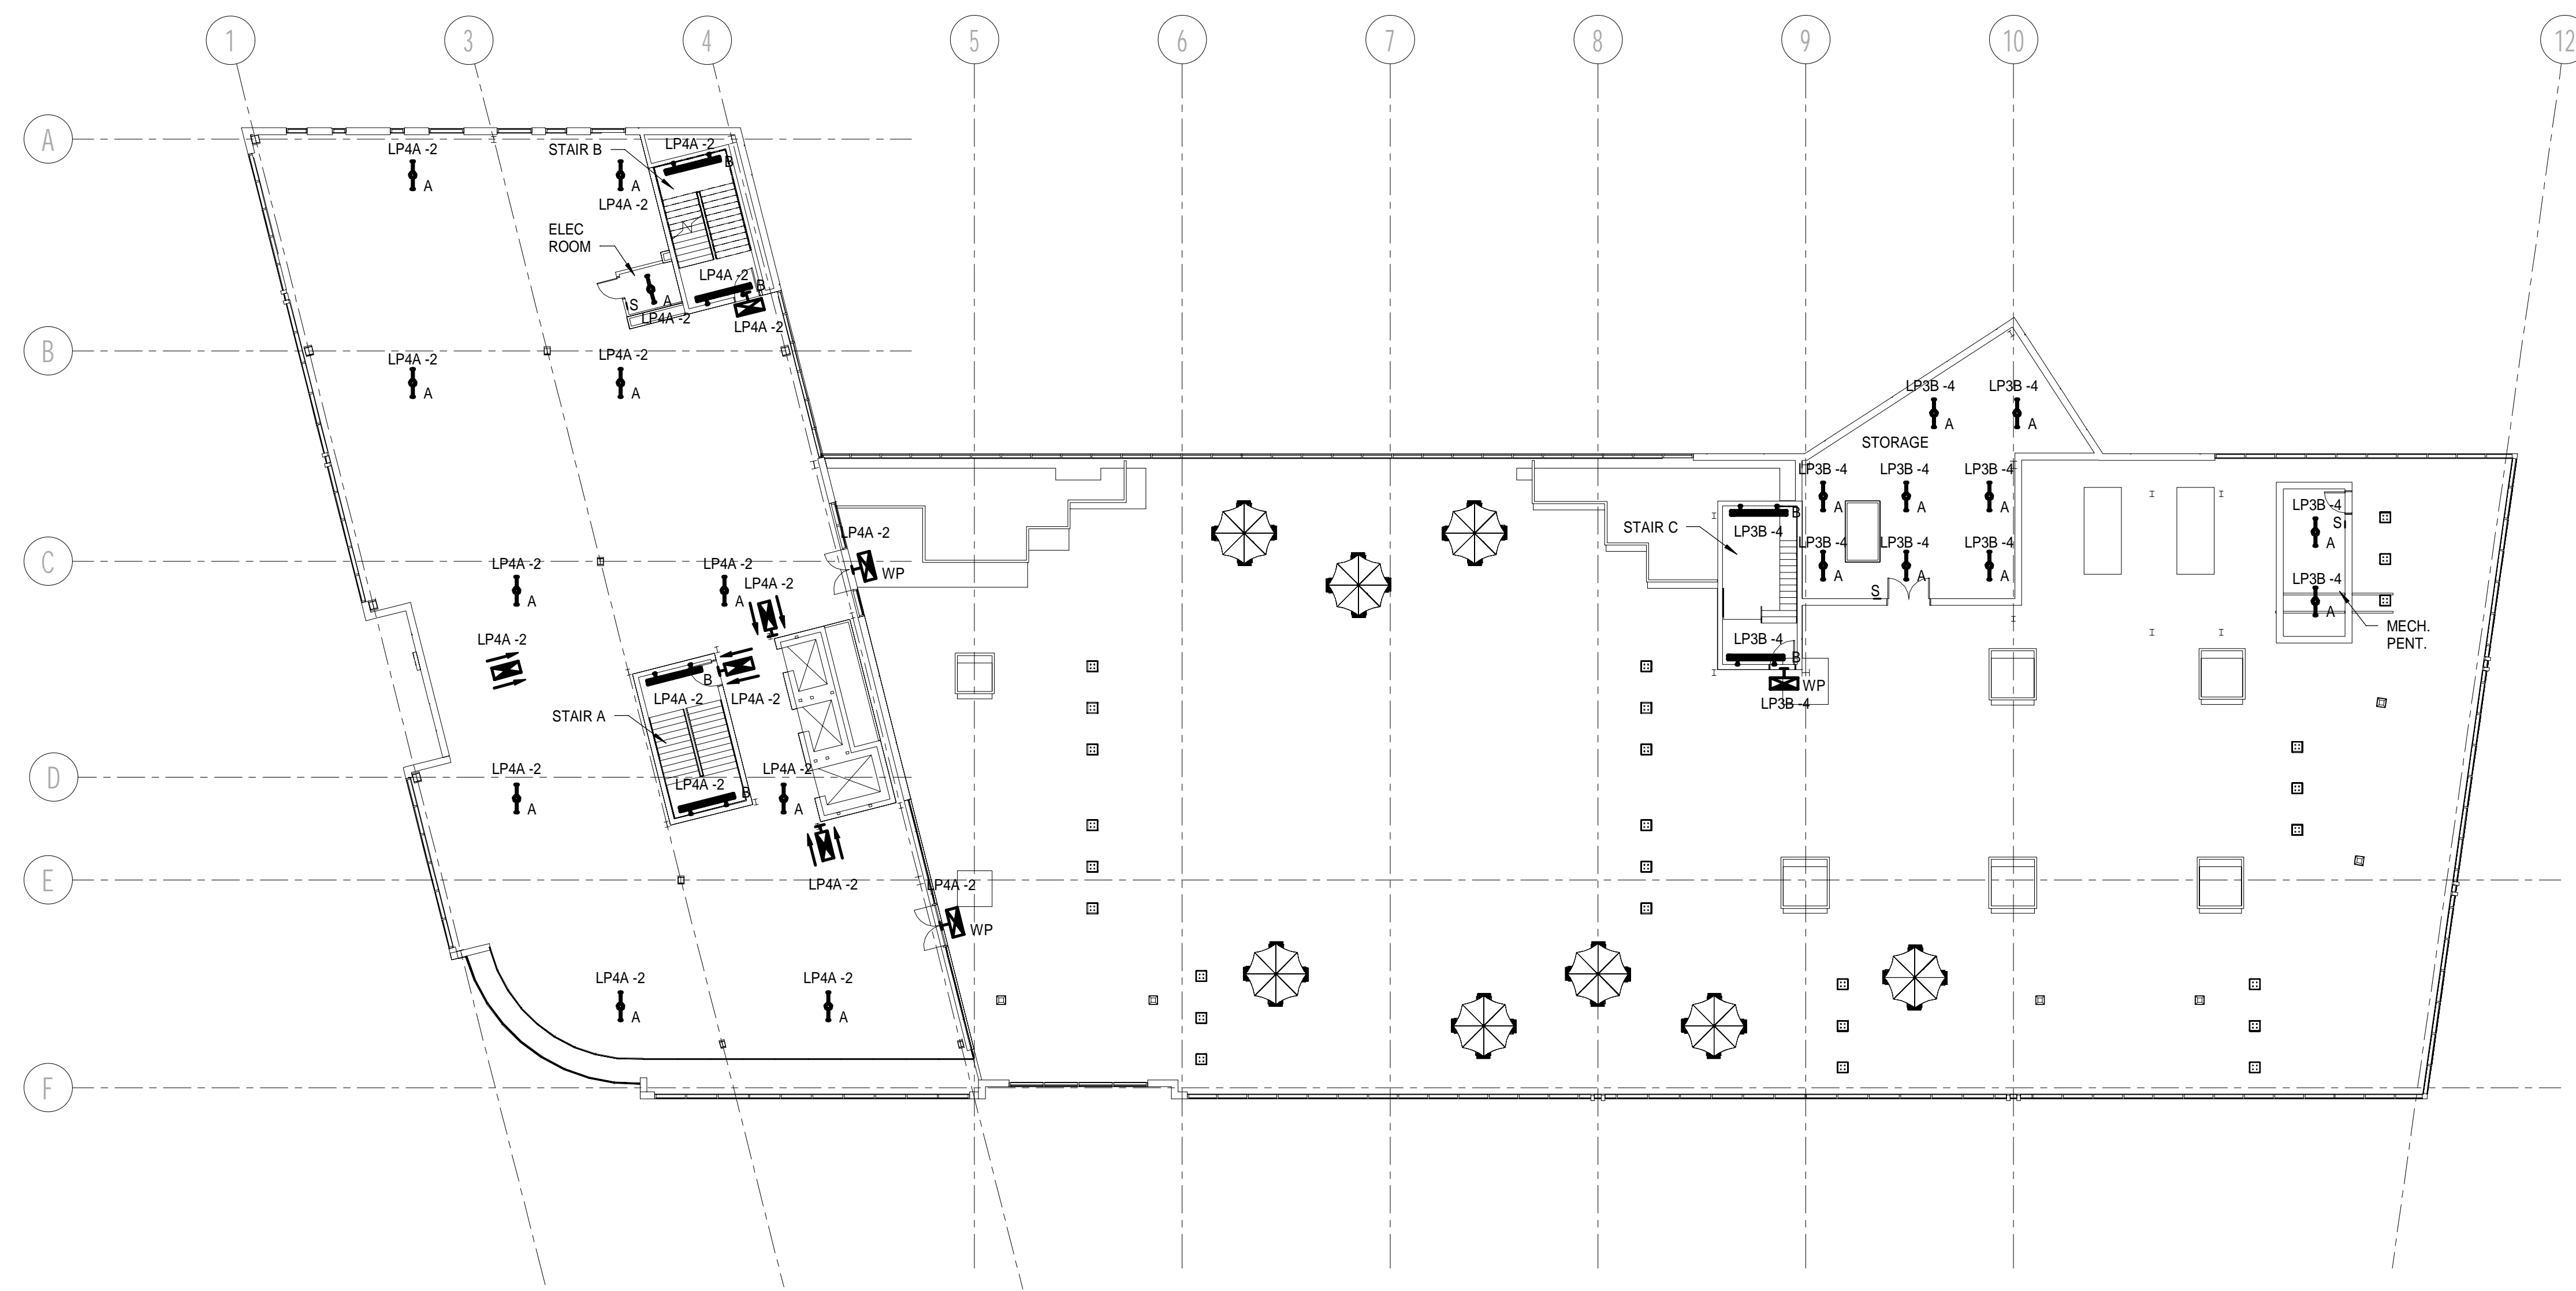 1 3 4 5 6 7 8 9 10 12
A
LP4A -2 STAIR B LP4A -2
B
A A
LP4A -2
ELEC
ROOM
LP4A -2
B
S A
LP4A -2 LP4A -2
B
LP4A -2 LP4A -2
A A
LP3B -4 LP3B -4
A A
STORAGE
LP3B -4 LP3B -4 LP3B -4
A A A
LP3B -4
S
A
STAIR C
B
LP3B -4
LP4A -2
LP3B -4 LP3B -4 LP3B -4
A A A
S
C
WP
LP4A -2 LP4A -2
LP4A -2
A A
LP3B -4
A
MECH.
PENT.
LP4A -2
LP3B -4
B
WP
LP3B -4
B
LP4A -2 LP4A -2
STAIR A
D
LP4A -2 LP4A -2
LP4A -2
B
A A
E
LP4A -2 LP4A -2
WP
LP4A -2 LP4A -2
A A
F